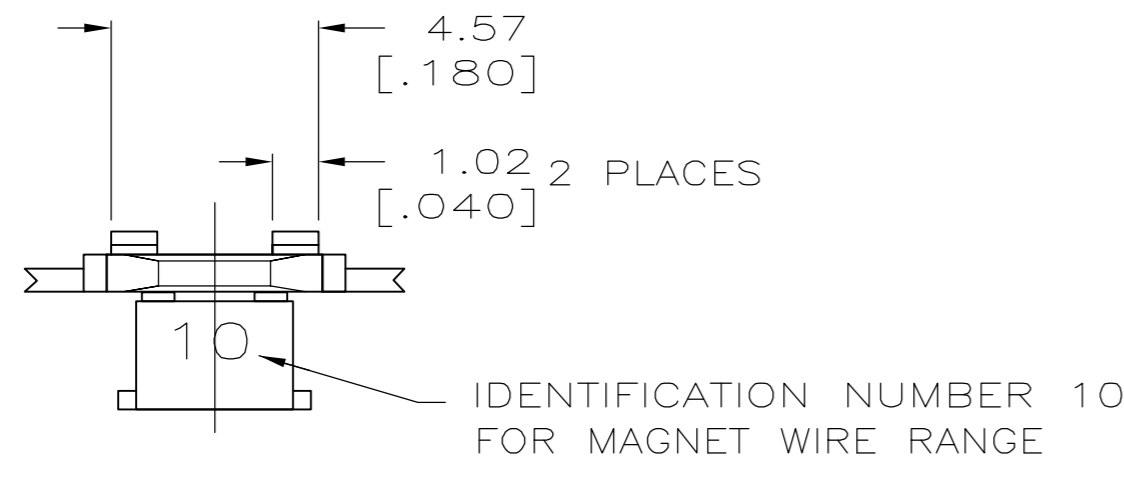 4.57
[.180]
1.02 2 PLACES
[.040]
10
IDENTIFICATION NUMBER 10
FOR MAGNET WIRE RANGE